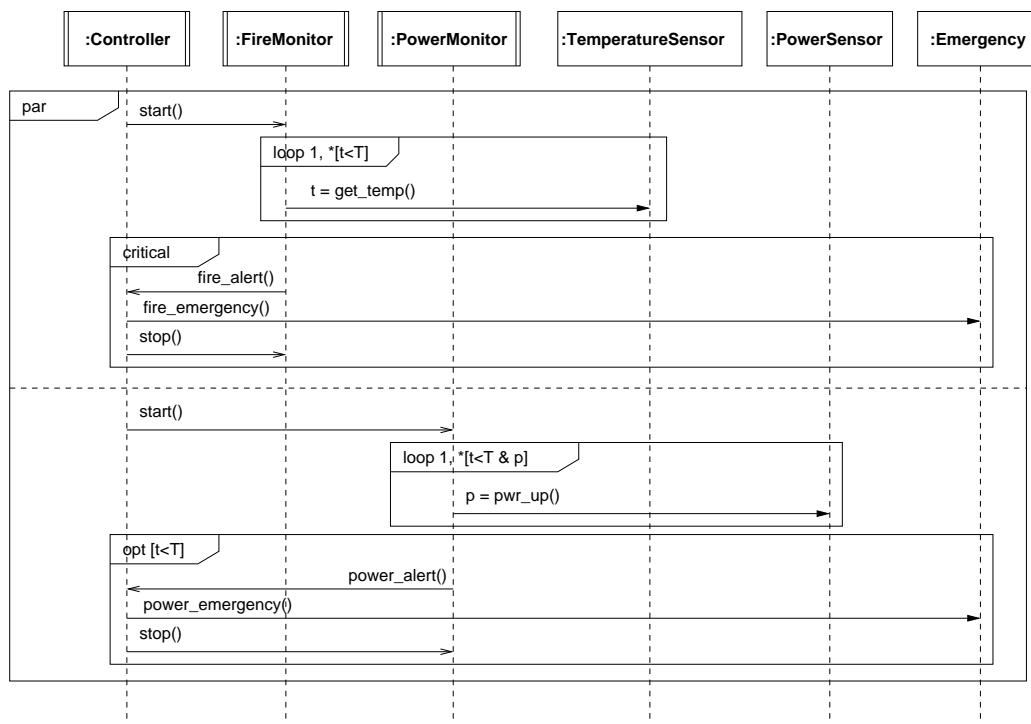 :Controller :FireMonitor :PowerMonitor :TemperatureSensor :PowerSensor :Emergency
par
start()
loop 1, *[t<T]
t = get_temp()
critical
fire_alert()
fire_emergency()
stop()
start()
loop 1, *[t<T & p]
p = pwr_up()
opt [t<T]
power_alert()
power_emergency()
stop()